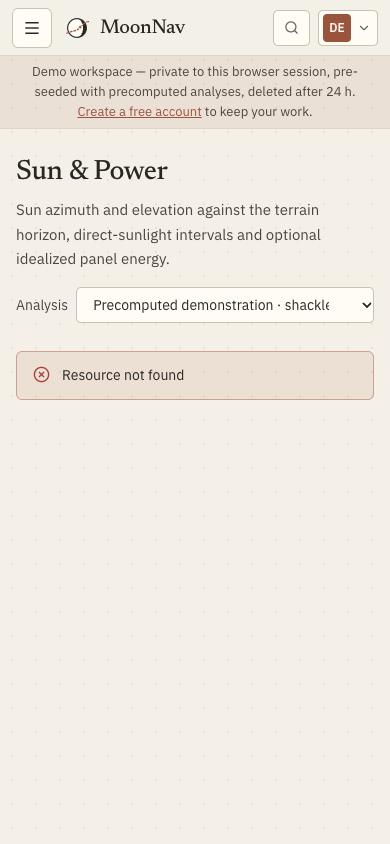 MoonNav
DE
Demo workspace — private to this browser session, pre-
seeded with precomputed analyses, deleted after 24 h.
Create a free account to keep your work.
Sun & Power
Sun azimuth and elevation against the terrain
horizon, direct-sunlight intervals and optional
idealized panel energy.
Analysis
Precomputed demonstration · shackle
Resource not found